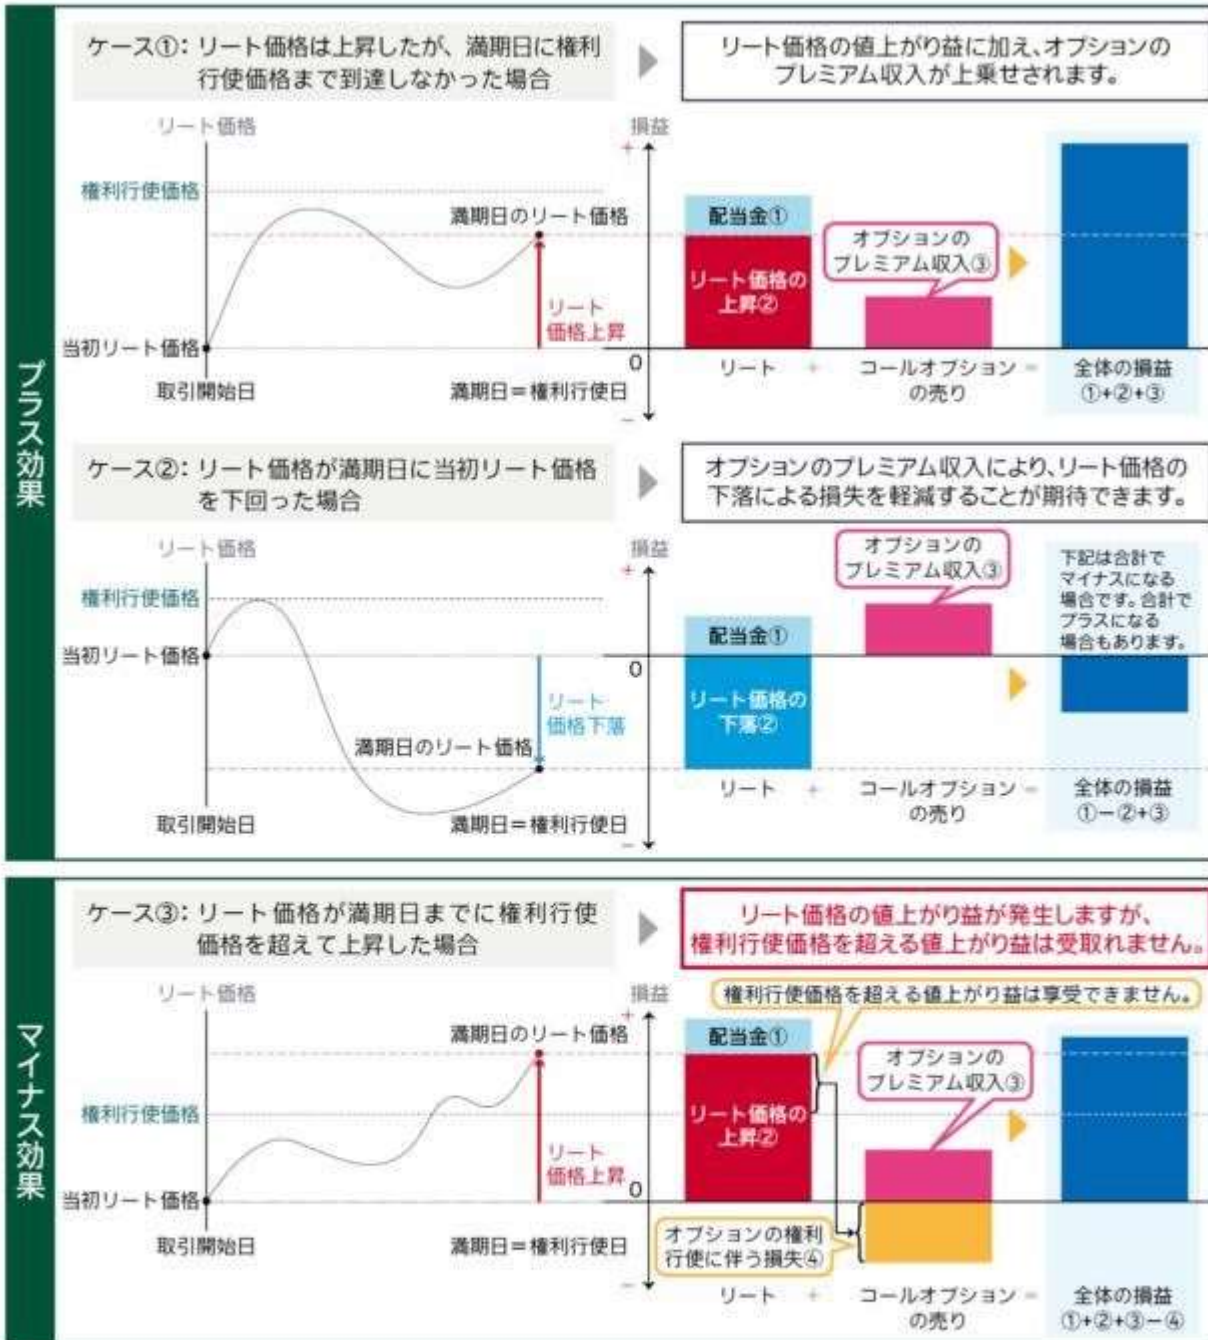 プラス効果
ケース①：リート価格は上昇したが、満期日に権利
行使価格まで到達しなかった場合
リート価格の値上がり益に加え、オプションの
プレミアム収入が上乗せされます。
リート価格
権利行使価格
満期日のリート価格
リート
価格上昇
当初リート価格
取引開始日
満期日＝権利行使日
損益
+
0
−
配当金①
リート価格の
上昇②
オプションの
プレミアム収入③
リート
+
コールオプション
の売り
=
全体の損益
①+②+③
ケース②：リート価格が満期日に当初リート価格
を下回った場合
オプションのプレミアム収入により、リート価格の
下落による損失を軽減することが期待できます。
リート価格
権利行使価格
当初リート価格
リート
価格下落
満期日のリート価格
取引開始日
満期日＝権利行使日
損益
+
0
−
配当金①
リート価格の
下落②
オプションの
プレミアム収入③
下記は合計で
マイナスになる
場合です。合計で
プラスになる
場合もあります。
リート
+
コールオプション
の売り
=
全体の損益
①−②+③
マイナス効果
ケース③：リート価格が満期日までに権利行使
価格を超えて上昇した場合
リート価格の値上がり益が発生しますが、
権利行使価格を超える値上がり益は受取れません。
リート価格
満期日のリート価格
権利行使価格
リート
価格上昇
当初リート価格
取引開始日
満期日＝権利行使日
損益
+
0
−
権利行使価格を超える値上がり益は享受できません。
配当金①
リート価格の
上昇②
オプションの
プレミアム収入③
オプションの権利
行使に伴う損失④
リート
+
コールオプション
の売り
=
全体の損益
①+②+③−④